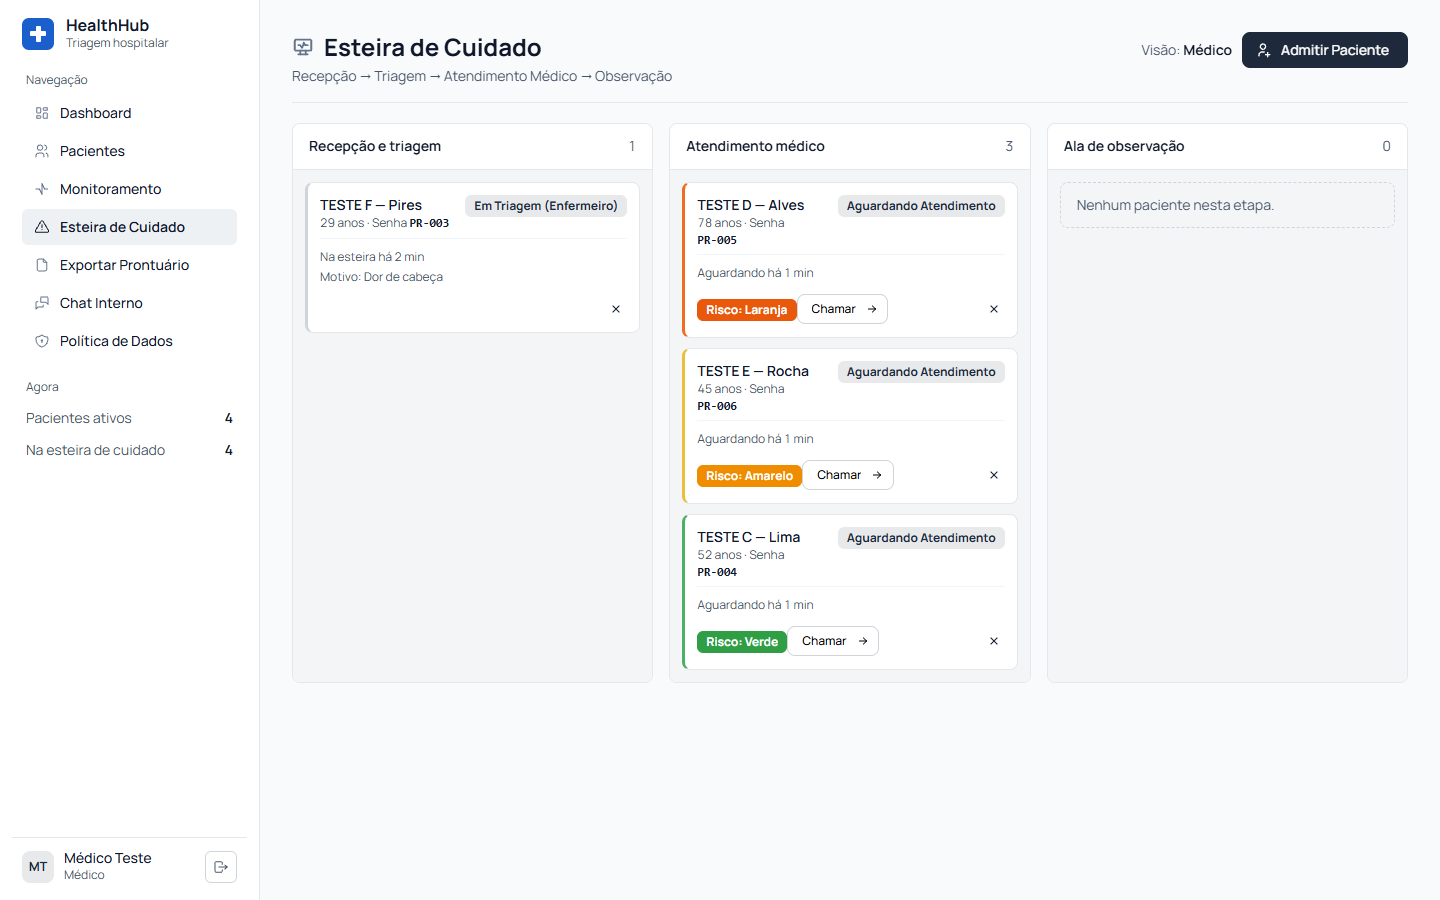 HealthHub
Triagem hospitalar
Navegação
Dashboard
Pacientes
Monitoramento
Esteira de Cuidado
Exportar Prontuário
Chat Interno
Política de Dados
Agora
Pacientes ativos 4
Na esteira de cuidado 4
MT
Médico Teste
Médico
Esteira de Cuidado
Recepção → Triagem → Atendimento Médico → Observação
Visão: Médico
Admitir Paciente
Recepção e triagem 1
TESTE F — Pires
Em Triagem (Enfermeiro)
29 anos · Senha PR-003
Na esteira há 2 min
Motivo: Dor de cabeça
×
Atendimento médico 3
TESTE D — Alves
Aguardando Atendimento
78 anos · Senha
PR-005
Aguardando há 1 min
Risco: Laranja
Chamar →
×
TESTE E — Rocha
Aguardando Atendimento
45 anos · Senha
PR-006
Aguardando há 1 min
Risco: Amarelo
Chamar →
×
TESTE C — Lima
Aguardando Atendimento
52 anos · Senha
PR-004
Aguardando há 1 min
Risco: Verde
Chamar →
×
Ala de observação 0
Nenhum paciente nesta etapa.